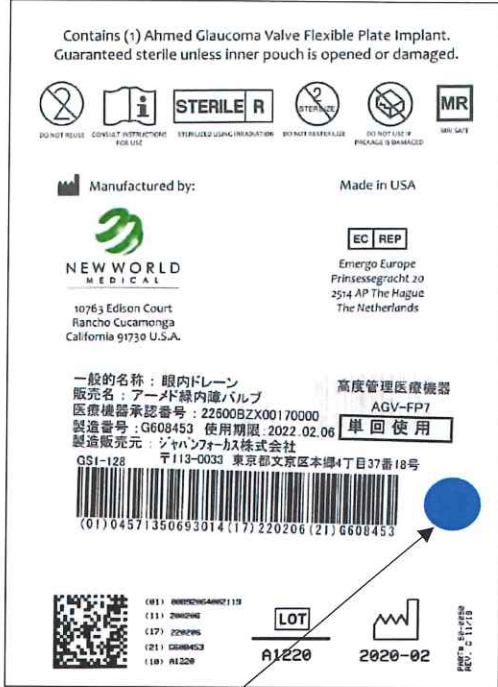 Contains (1) Ahmed Glaucoma Valve Flexible Plate Implant.
Guaranteed sterile unless inner pouch is opened or damaged.
2
i
STERILE R
2
STERILIZE
MR
DO NOT REUSE
CONSULT INSTRUCTIONS
FOR USE
STERILIZED USING IRRADIATION
DO NOT RESTERILIZE
DO NOT USE IF
PACKAGE IS DAMAGED
MRI SAFE
Manufactured by:
Made in USA
NEW WORLD
MEDICAL
EC REP
10763 Edison Court
Rancho Cucamonga
California 91730 U.S.A.
Emergo Europe
Prinsessegracht 20
2514 AP The Hague
The Netherlands
一般的名称：眼内ドレーン
販売名：アーメド緑内障バルブ
医療機器承認番号：22600BZX00170000
製造番号：G608453 使用期限：2022.02.06
製造販売元：ジャパンフォーカス株式会社
高度管理医療機器
AGV-FP7
単回使用
GS1-128 〒113-0033 東京都文京区本郷4丁目37番18号
(01)04571350693014(17)220206(21)G608453
(11) 200206
(17) 220206
(21) G608453
(10) A1220
LOT
A1220
2020-02
REV. C 11/19